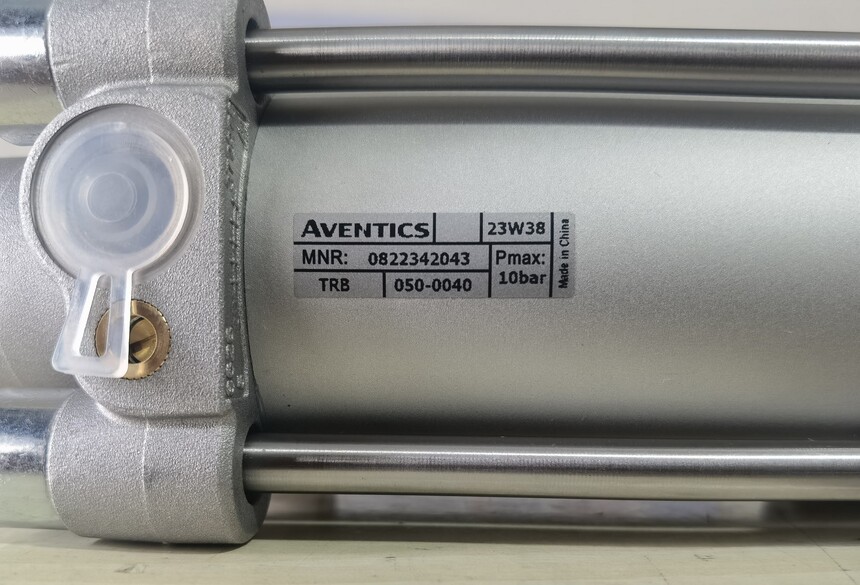 AVENTICS 23W38
MNR: 0822342043
TRB 050-0040
Pmax:
10bar
Made in China